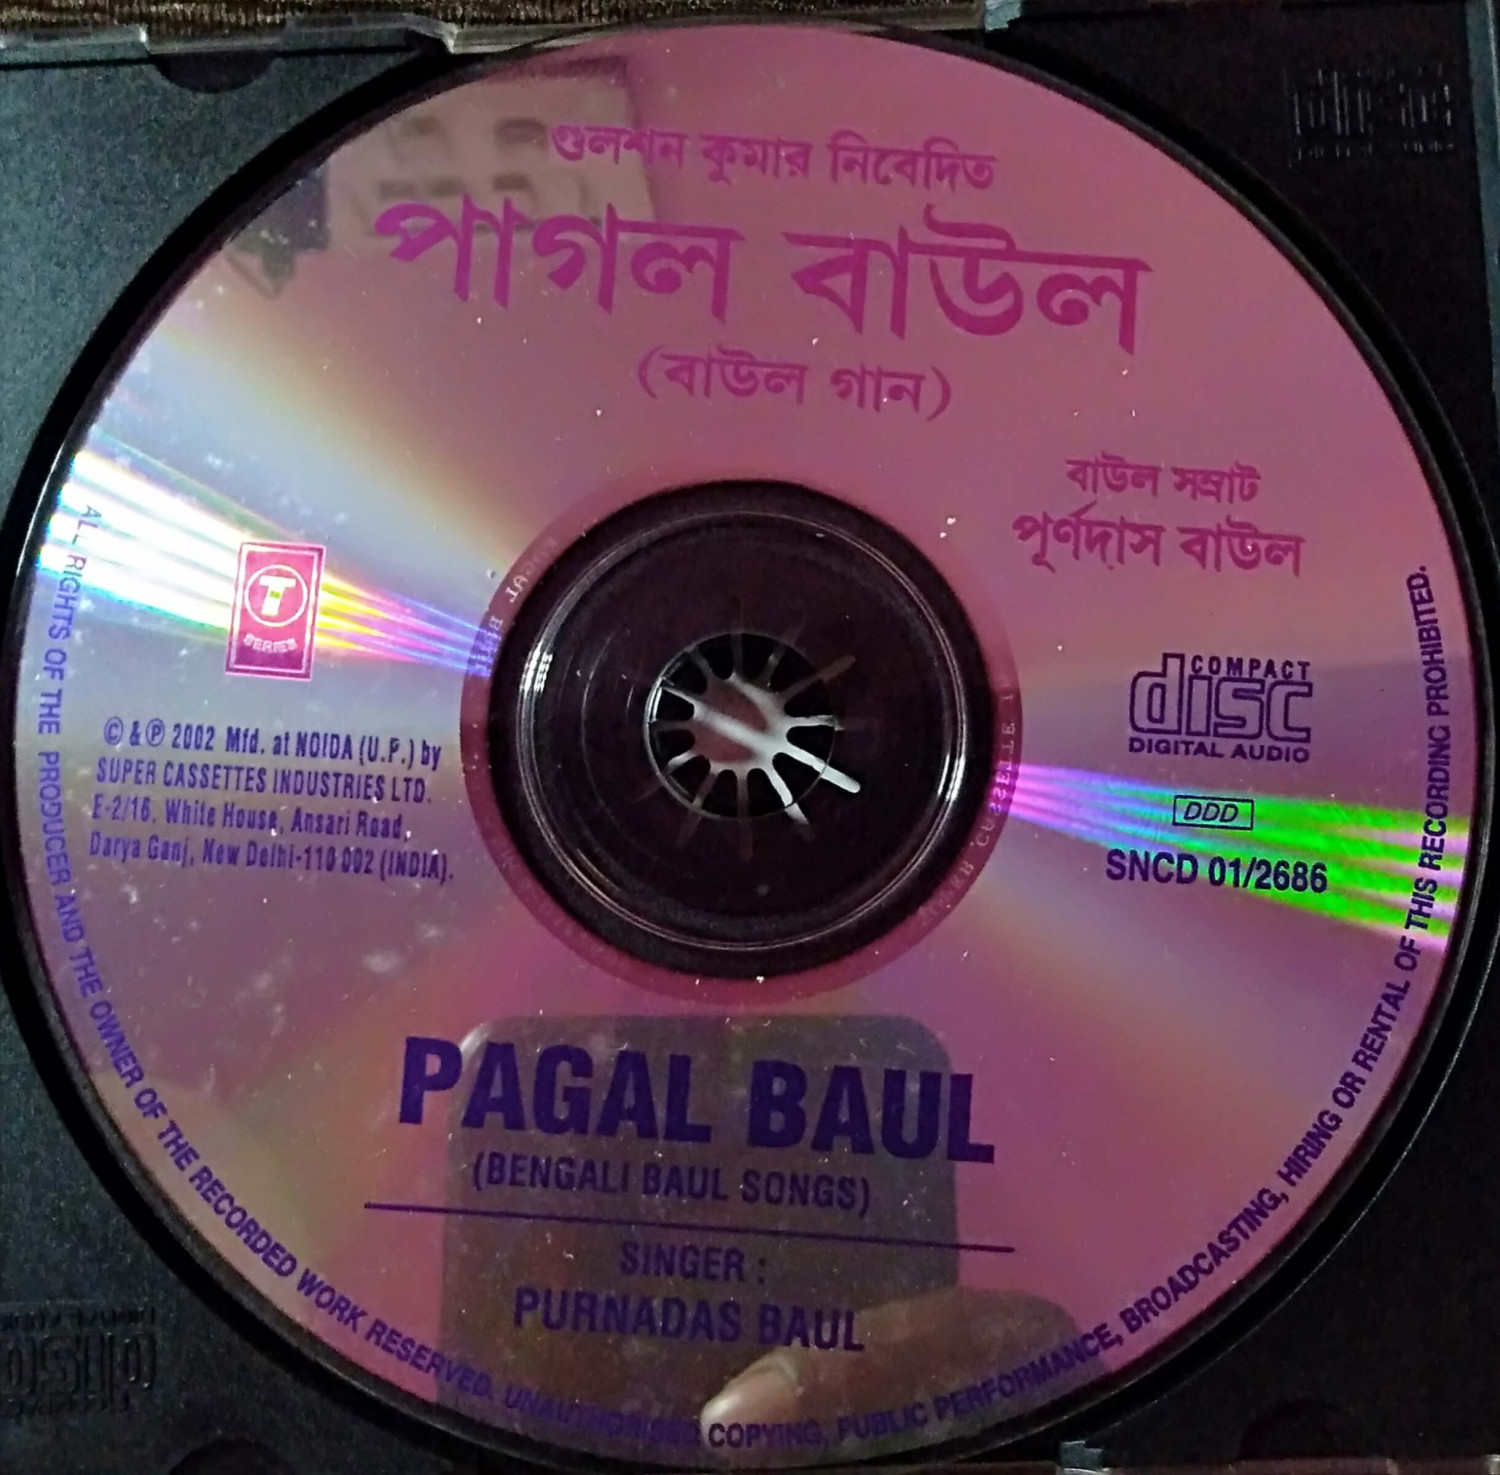 গুলশন কুমার নিবেদিত
পাগল বাউল
(বাউল গান)
বাউল সম্রাট
পূর্ণদাস বাউল
T
SERIES
© & ℗ 2002 Mfd. at NOIDA (U.P.) by
SUPER CASSETTES INDUSTRIES LTD.
E-2/16, White House, Ansari Road,
Darya Ganj, New Delhi-110 002 (INDIA).
COMPACT
disc
DIGITAL AUDIO
DDD
SNCD 01/2686
PAGAL BAUL
(BENGALI BAUL SONGS)
SINGER :
PURNADAS BAUL
ALL RIGHTS OF THE PRODUCER AND THE OWNER OF THE RECORDED WORK RESERVED. UNAUTHORISED COPYING, PUBLIC PERFORMANCE, BROADCASTING, HIRING OR RENTAL OF THIS RECORDING PROHIBITED.